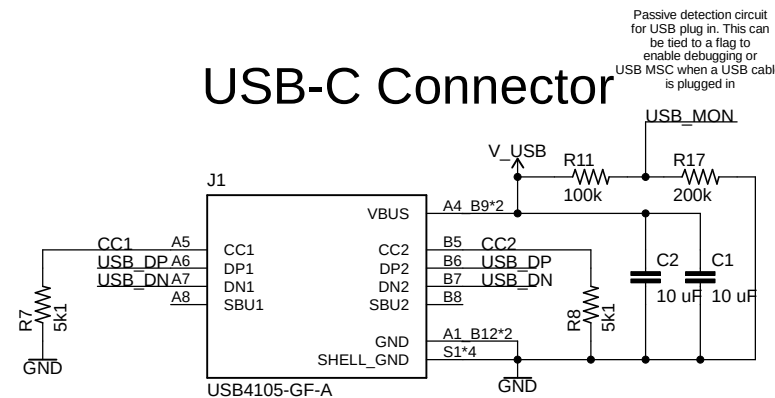 Passive detection circuit
for USB plug in. This can
be tied to a flag to
enable debugging or
USB MSC when a USB cabl
is plugged in
USB-C Connector
USB_MON
V_USB
R11
R17
100k
200k
J1
VBUS
A4_B9*2
CC1
A5
CC1
CC2
B5
CC2
USB_DP
A6
DP1
DP2
B6
USB_DP
USB_DN
A7
DN1
DN2
B7
USB_DN
A8
SBU1
SBU2
B8
C2
C1
10 uF
10 uF
R7
5k1
R8
5k1
GND
A1_B12*2
SHELL_GND
S1*4
GND
GND
USB4105-GF-A